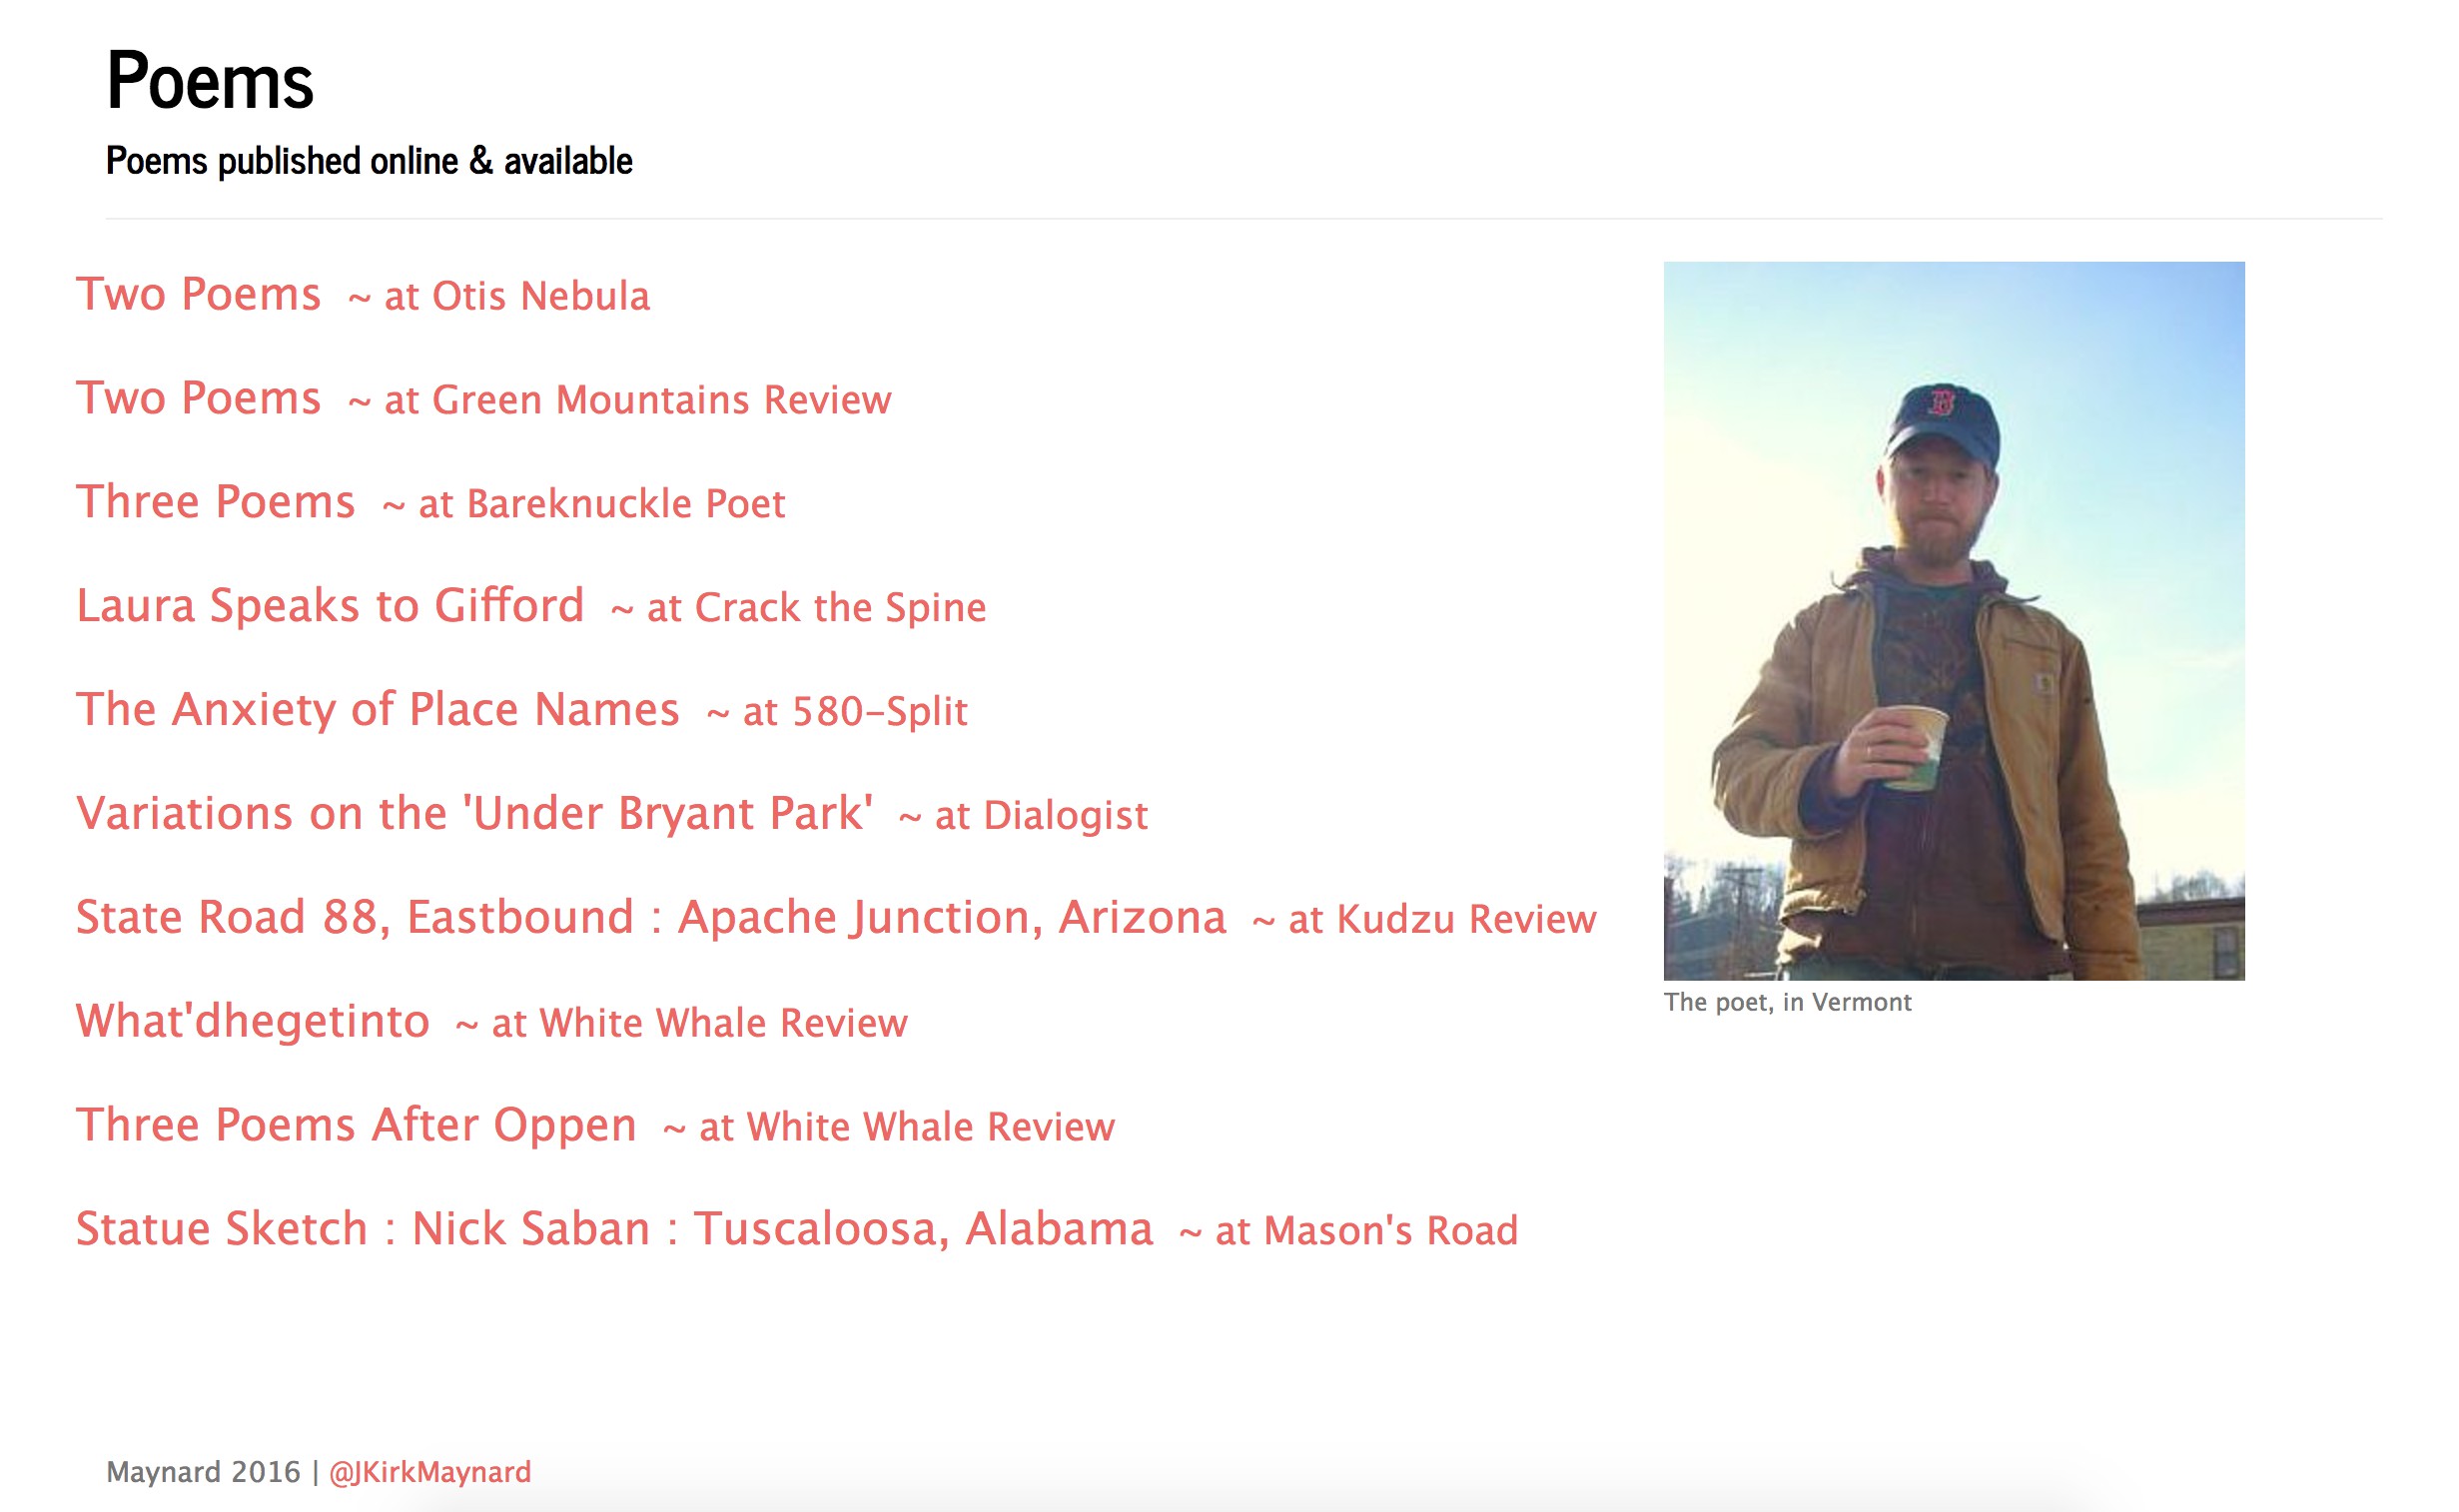 Poems
Poems published online & available
Two Poems ~ at Otis Nebula
Two Poems ~ at Green Mountains Review
Three Poems ~ at Bareknuckle Poet
Laura Speaks to Gifford ~ at Crack the Spine
The Anxiety of Place Names ~ at 580-Split
Variations on the 'Under Bryant Park' ~ at Dialogist
State Road 88, Eastbound : Apache Junction, Arizona ~ at Kudzu Review
What'dhegetinto ~ at White Whale Review
Three Poems After Oppen ~ at White Whale Review
Statue Sketch : Nick Saban : Tuscaloosa, Alabama ~ at Mason's Road
B
The poet, in Vermont
Maynard 2016 | @JKirkMaynard